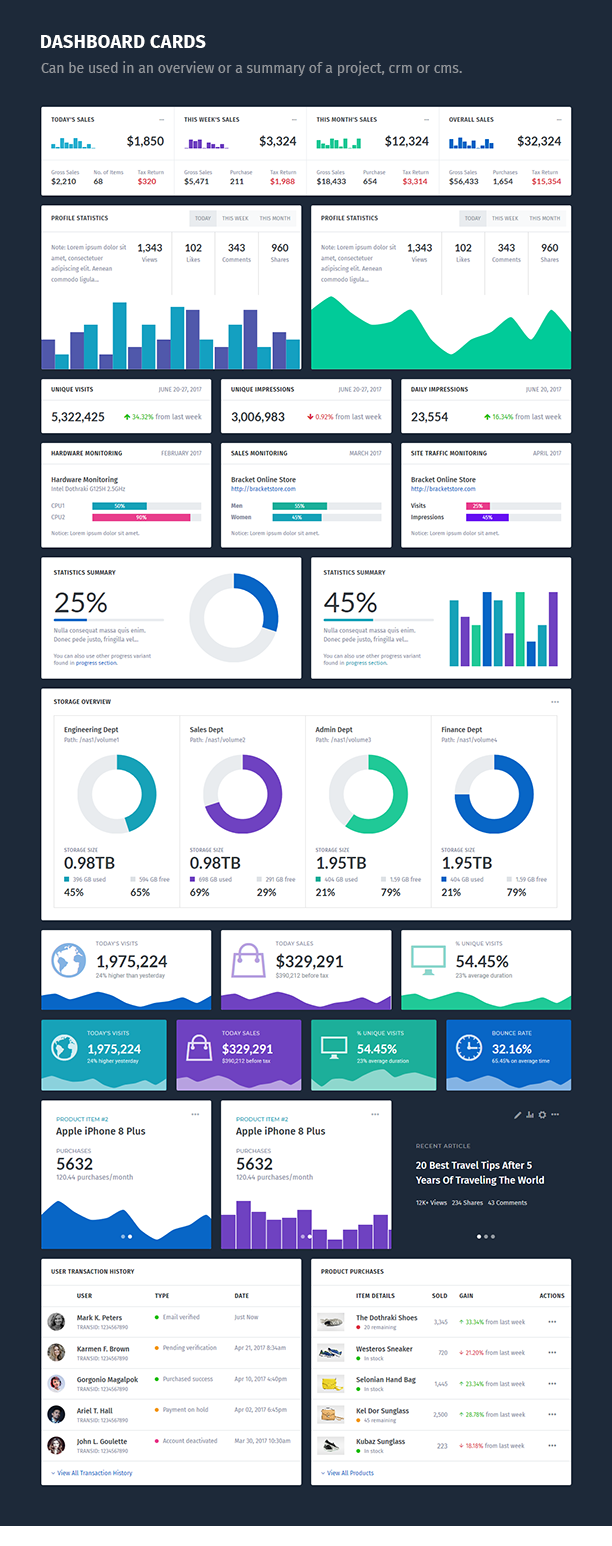 DASHBOARD CARDS
Can be used in an overview or a summary of a project, crm or cms.
TODAY'S SALES
$1,850
Gross Sales No. of Items Tax Return
$2,210 68 $320
THIS WEEK'S SALES
$3,324
Gross Sales Purchase Tax Return
$5,471 211 $1,988
THIS MONTH'S SALES
$12,324
Gross Sales Purchase Tax Return
$18,433 654 $3,314
OVERALL SALES
$32,324
Gross Sales Purchase Tax Return
$56,433 1,654 $15,354
PROFILE STATISTICS TODAY THIS WEEK THIS MONTH
Note: Lorem ipsum dolor sit
amet, consectetuer
adipiscing elit. Aenean
commodo ligula...
1,343 102 343 960
Views Likes Comments Shares
PROFILE STATISTICS TODAY THIS WEEK THIS MONTH
Note: Lorem ipsum dolor sit
amet, consectetuer
adipiscing elit. Aenean
commodo ligula...
1,343 102 343 960
Views Likes Comments Shares
UNIQUE VISITS JUNE 20-27, 2017
5,322,425 34.32% from last week
UNIQUE IMPRESSIONS JUNE 20-27, 2017
3,006,983 0.92% from last week
DAILY IMPRESSIONS JUNE 20, 2017
23,554 16.34% from last week
HARDWARE MONITORING FEBRUARY 2017
Hardware Monitoring
Intel Dothraki G125H 2.5GHz
CPU1 50%
CPU2 90%
Notice: Lorem ipsum dolor sit amet.
SALES MONITORING MARCH 2017
Bracket Online Store
http://bracketstore.com
Men 55%
Women 45%
Notice: Lorem ipsum dolor sit amet.
SITE TRAFFIC MONITORING APRIL 2017
Bracket Online Store
http://bracketstore.com
Visits 25%
Impressions 45%
Notice: Lorem ipsum dolor sit amet.
STATISTICS SUMMARY
25%
Nulla consequat massa quis enim.
Donec pede justo, fringilla vel...
You can also use other progress variant
found in progress section.
STATISTICS SUMMARY
45%
Nulla consequat massa quis enim.
Donec pede justo, fringilla vel...
You can also use other progress variant
found in progress section.
STORAGE OVERVIEW
Engineering Dept
Path: /nas1/volume1
STORAGE SIZE
0.98TB
396 GB used 594 GB free
45% 65%
Sales Dept
Path: /nas1/volume2
STORAGE SIZE
0.98TB
698 GB used 291 GB free
69% 29%
Admin Dept
Path: /nas1/volume3
STORAGE SIZE
1.95TB
404 GB used 1,59 GB free
21% 79%
Finance Dept
Path: /nas1/volume4
STORAGE SIZE
1.95TB
404 GB used 1,59 GB free
21% 79%
TODAY'S VISITS
1,975,224
24% higher than yesterday
TODAY SALES
$329,291
$390,212 before tax
% UNIQUE VISITS
54.45%
23% average duration
TODAY'S VISITS
1,975,224
24% higher yesterday
TODAY SALES
$329,291
$390,212 before tax
% UNIQUE VISITS
54.45%
23% average duration
BOUNCE RATE
32.16%
65.45% on average time
PRODUCT ITEM #2
Apple iPhone 8 Plus
PURCHASES
5632
120.44 purchases/month
PRODUCT ITEM #2
Apple iPhone 8 Plus
PURCHASES
5632
120.44 purchases/month
RECENT ARTICLE
20 Best Travel Tips After 5
Years Of Traveling The World
12K+ Views 234 Shares 43 Comments
USER TRANSACTION HISTORY
USER TYPE DATE
Mark K. Peters Email verified Just Now
TRANSID: 1234567890
Karmen F. Brown Pending verification Apr 21, 2017 8:34am
TRANSID: 1234567890
Gorgonio Magalpok Purchased success Apr 10, 2017 4:40pm
TRANSID: 1234567890
Ariel T. Hall Payment on hold Apr 02, 2017 6:45pm
TRANSID: 1234567890
John L. Goulette Account deactivated Mar 30, 2017 10:30am
TRANSID: 1234567890
View All Transaction History
PRODUCT PURCHASES
ITEM DETAILS SOLD GAIN ACTIONS
The Dothraki Shoes 3,345 33.34% from last week
20 remaining
Westeros Sneaker 720 21.20% from last week
In stock
Selonian Hand Bag 1,445 23.34% from last week
In stock
Kel Dor Sunglass 2,500 28.78% from last week
45 remaining
Kubaz Sunglass 223 18.18% from last week
In stock
View All Products